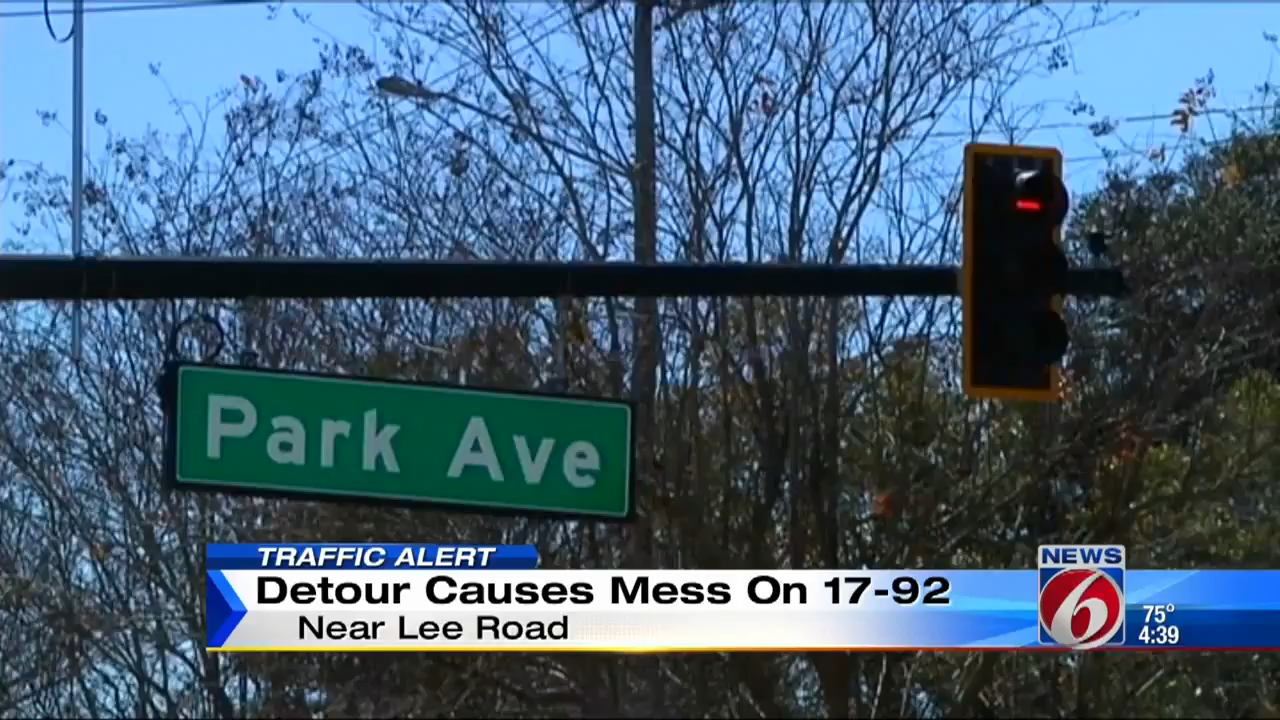 Park Ave
TRAFFIC ALERT
Detour Causes Mess On 17-92
Near Lee Road
NEWS
6
75°
4:39